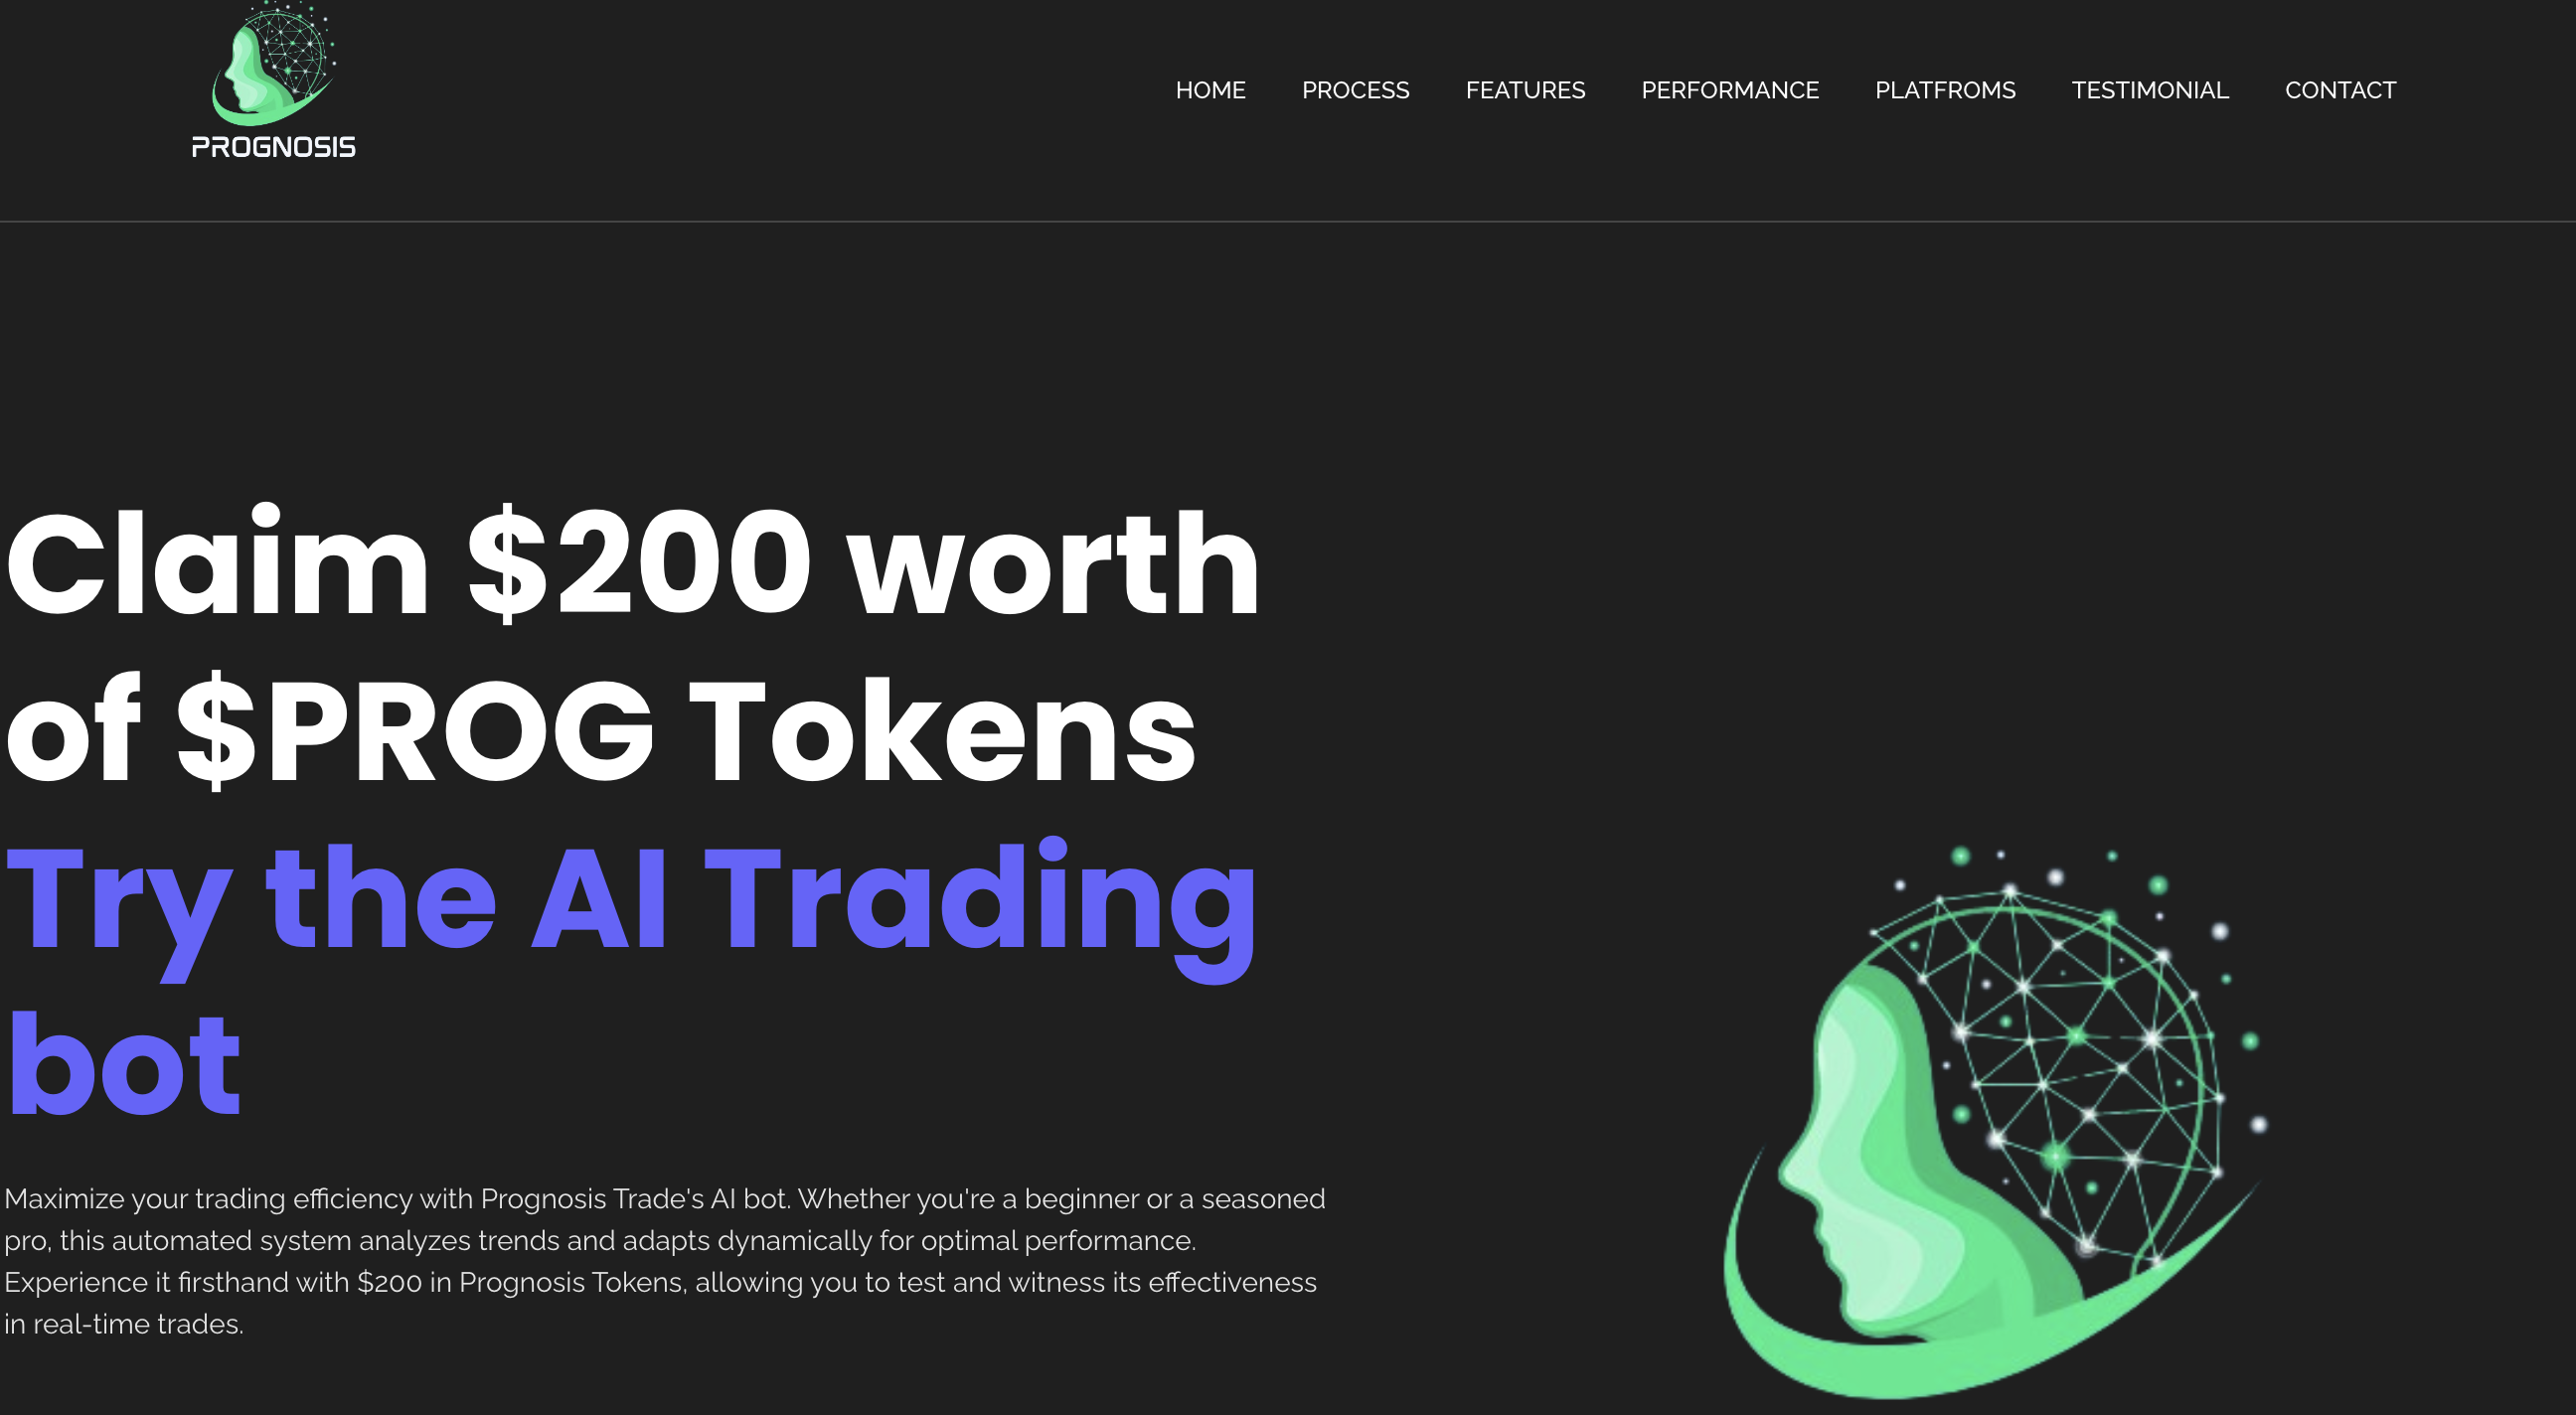 PROGNOSIS
HOME PROCESS FEATURES PERFORMANCE PLATFROMS TESTIMONIAL CONTACT
Claim $200 worth
of $PROG Tokens
Try the AI Trading
bot
Maximize your trading efficiency with Prognosis Trade's AI bot. Whether you're a beginner or a seasoned
pro, this automated system analyzes trends and adapts dynamically for optimal performance.
Experience it firsthand with $200 in Prognosis Tokens, allowing you to test and witness its effectiveness
in real-time trades.